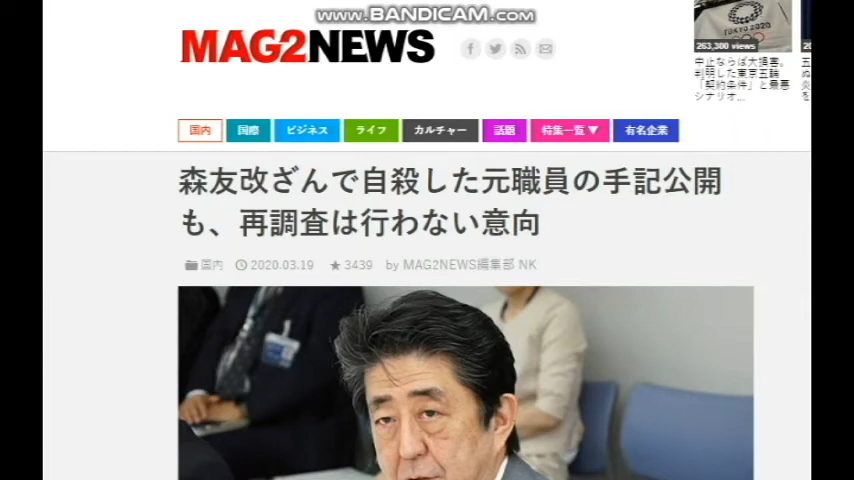 www.BANDICAM.com
MAG2NEWS
TOKYO 2020
263,300 views
中止ならば大損害。
判明した東京五輪
「契約条件」と最悪
シナリオ...
国内
国際
ビジネス
ライフ
カルチャー
話題
特集一覧▼
有名企業
森友改ざんで自殺した元職員の手記公開
も、再調査は行わない意向
国内 2020.03.19 ★ 3439 by MAG2NEWS編集部 NK